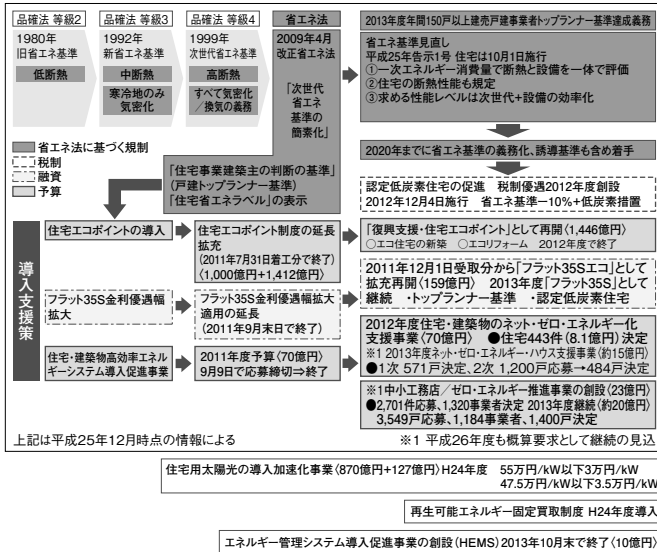 品確法 等級2
1980年
旧省エネ基準
低断熱
品確法 等級3
1992年
新省エネ基準
中断熱
寒冷地のみ
気密化
品確法 等級4
1999年
次世代省エネ基準
高断熱
すべて気密化
／換気の義務
省エネ法
2009年4月
改正省エネ法
「次世代
省エネ
基準の
簡素化」
2013年度年間150戸以上建売戸建事業者トップランナー基準達成義務
省エネ基準見直し
平成25年告示1号 住宅は10月1日施行
①一次エネルギー消費量で断熱と設備を一体で評価
②住宅の断熱性能も規定
③求める性能レベルは次世代＋設備の効率化
2020年までに省エネ基準の義務化、誘導基準も含め着手
省エネ法に基づく規制
税制
融資
予算
「住宅事業建築主の判断の基準」
（戸建トップランナー基準）
「住宅省エネラベル」の表示
認定低炭素住宅の促進 税制優遇2012年度創設
2012年12月4日施行 省エネ基準－10％＋低炭素措置
導入支援策
住宅エコポイントの導入
住宅エコポイント制度の延長
拡充
（2011年7月31日着工分で終了）
〈1,000億円＋1,412億円〉
「復興支援・住宅エコポイント」として再開〈1,446億円〉
○エコ住宅の新築 ○エコリフォーム 2012年度で終了
フラット35S金利優遇幅
拡大
フラット35S金利優遇幅拡大
適用の延長
（2011年9月末日で終了）
2011年12月1日受取分から「フラット35Sエコ」として
拡充再開〈159億円〉 2013年度「フラット35S」として
継続 ・トップランナー基準 ・認定低炭素住宅
住宅・建築物高効率エネル
ギーシステム導入促進事業
2011年度予算〈70億円〉
9月9日で応募締切⇒終了
2012年度住宅・建築物のネット・ゼロ・エネルギー化
支援事業〈70億円〉 ●住宅443件（8.1億円）決定
※1 2013年度ネット・ゼロ・エネルギー・ハウス支援事業〈約15億円〉
●1次 571戸決定、2次 1,200戸応募→484戸決定
※1中小工務店／ゼロ・エネルギー推進事業の創設〈23億円〉
●2,701件応募、1,320事業者決定 2013年度継続〈約20億円〉
3,549戸応募、1,184事業者、1,400戸決定
上記は平成25年12月時点の情報による
※1 平成26年度も概算要求として継続の見込
住宅用太陽光の導入加速化事業〈870億円＋127億円〉H24年度 55万円/kW以下3万円/kW
47.5万円/kW以下3.5万円/kW
再生可能エネルギー固定買取制度 H24年度導入
エネルギー管理システム導入促進事業の創設（HEMS）2013年10月末で終了〈10億円〉